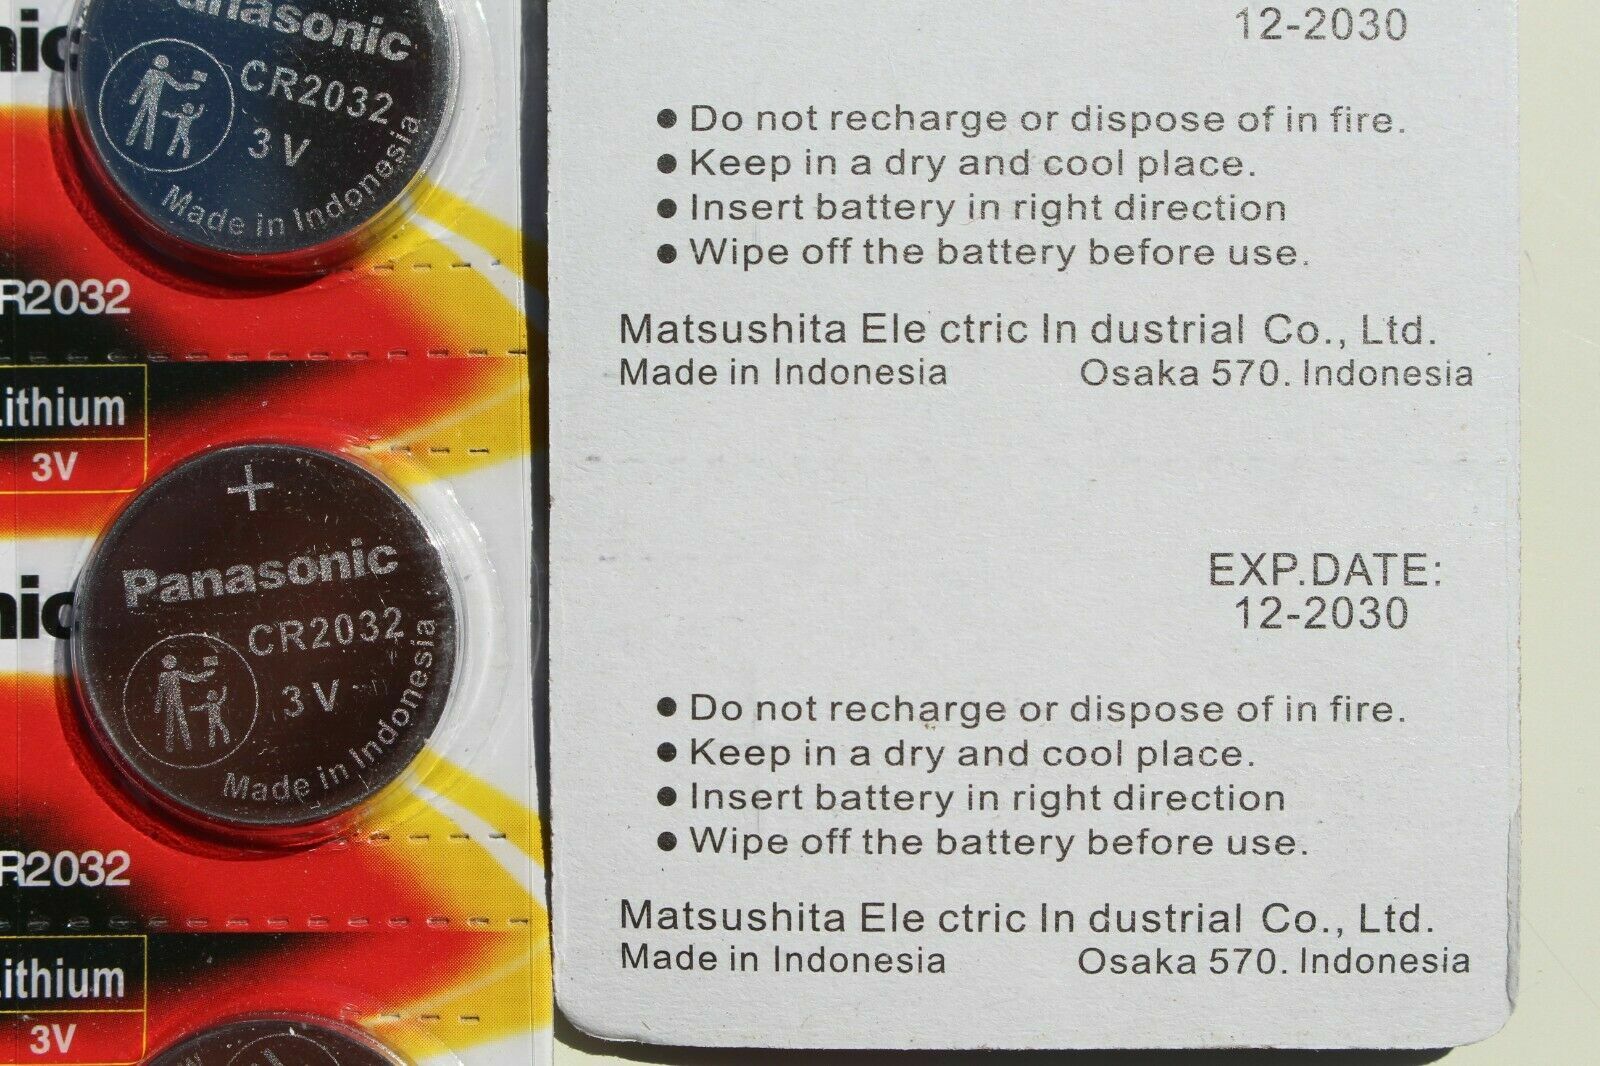 nic
Panasonic
CR2032
3V
Made in Indonesia
R2032
Lithium
3V
+
Panasonic
nic
CR2032
3V
Made in Indonesia
R2032
Lithium
3V
12-2030
● Do not recharge or dispose of in fire.
● Keep in a dry and cool place.
● Insert battery in right direction
● Wipe off the battery before use.
Matsushita Ele ctric In dustrial Co., Ltd.
Made in Indonesia Osaka 570. Indonesia
EXP.DATE:
12-2030
● Do not recharge or dispose of in fire.
● Keep in a dry and cool place.
● Insert battery in right direction
● Wipe off the battery before use.
Matsushita Ele ctric In dustrial Co., Ltd.
Made in Indonesia Osaka 570. Indonesia